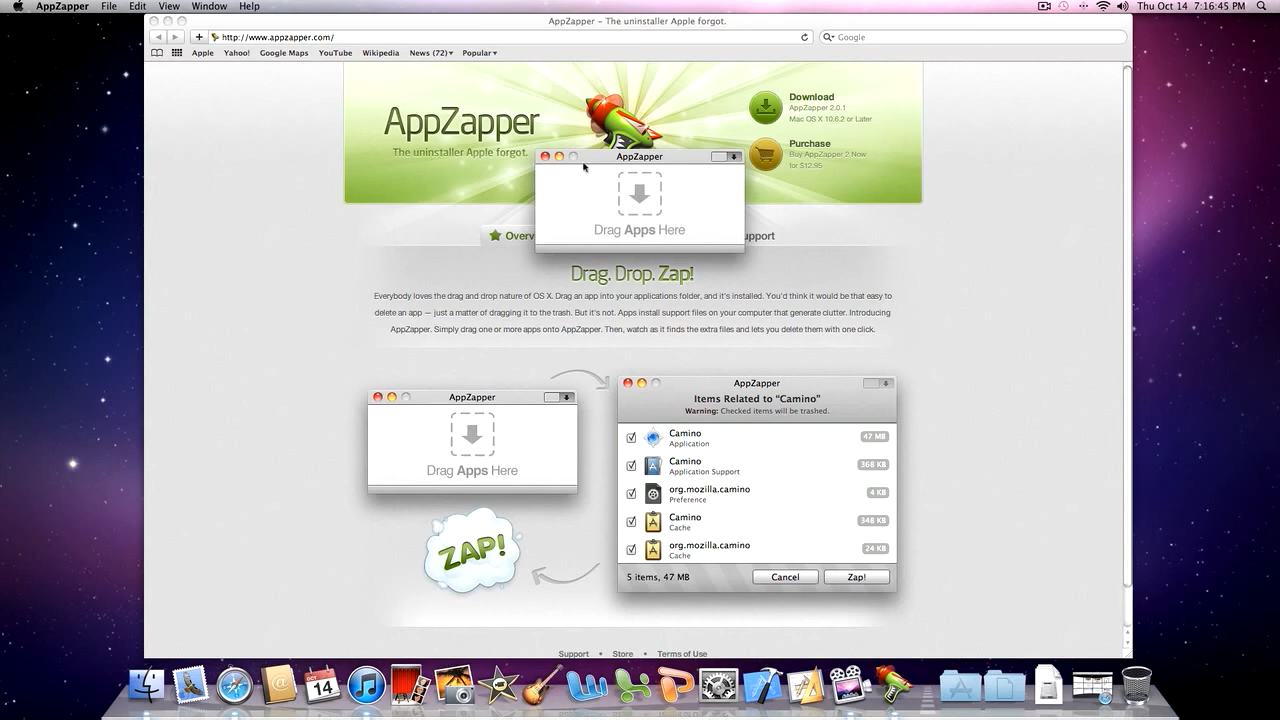 AppZapper File Edit View Window Help
Thu Oct 14 7:16:45 PM
AppZapper – The uninstaller Apple forgot.
http://www.appzapper.com/
Google
Apple Yahoo! Google Maps YouTube Wikipedia News (72) Popular
AppZapper
The uninstaller Apple forgot.
Download
AppZapper 2.0.1
Mac OS X 10.6.2 or Later
Purchase
Buy AppZapper 2 Now
for $12.95
AppZapper
Drag Apps Here
Overv
upport
Drag. Drop. Zap!
Everybody loves the drag and drop nature of OS X. Drag an app into your applications folder, and it's installed. You'd think it would be that easy to
delete an app — just a matter of dragging it to the trash. But it's not. Apps install support files on your computer that generate clutter. Introducing
AppZapper. Simply drag one or more apps onto AppZapper. Then, watch as it finds the extra files and lets you delete them with one click.
AppZapper
Drag Apps Here
ZAP!
AppZapper
Items Related to “Camino”
Warning: Checked items will be trashed.
Camino
Application
47 MB
Camino
Application Support
368 KB
org.mozilla.camino
Preference
4 KB
Camino
Cache
348 KB
org.mozilla.camino
Cache
24 KB
5 items, 47 MB
Cancel
Zap!
Support • Store • Terms of Use
OCT
14